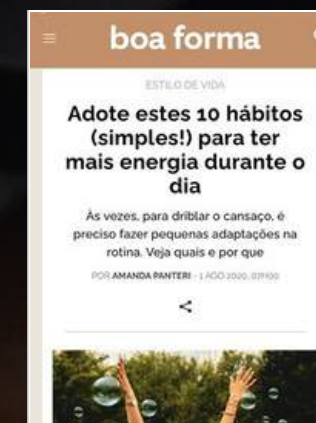 boa forma
ESTILO DE VIDA
Adote estes 10 hábitos
(simples!) para ter
mais energia durante o
dia
Às vezes, para driblar o cansaço, é
preciso fazer pequenas adaptações na
rotina. Veja quais e por que
POR AMANDA PANTERI - 1 AGO 2020, 07H00